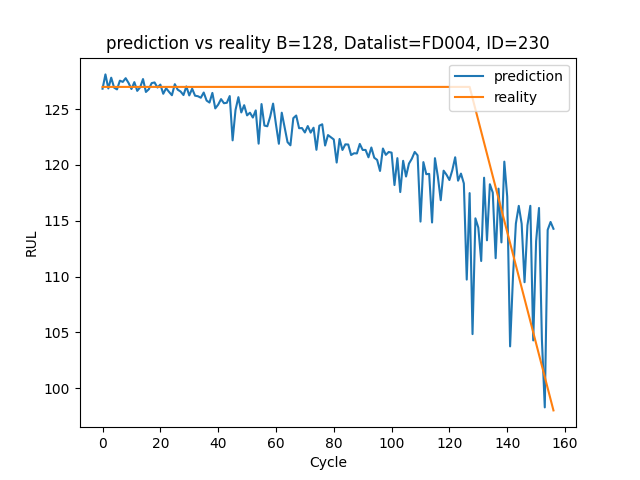 prediction vs reality B=128, Datalist=FD004, ID=230
prediction
reality
RUL
125
120
115
110
105
100
0 20 40 60 80 100 120 140 160
Cycle